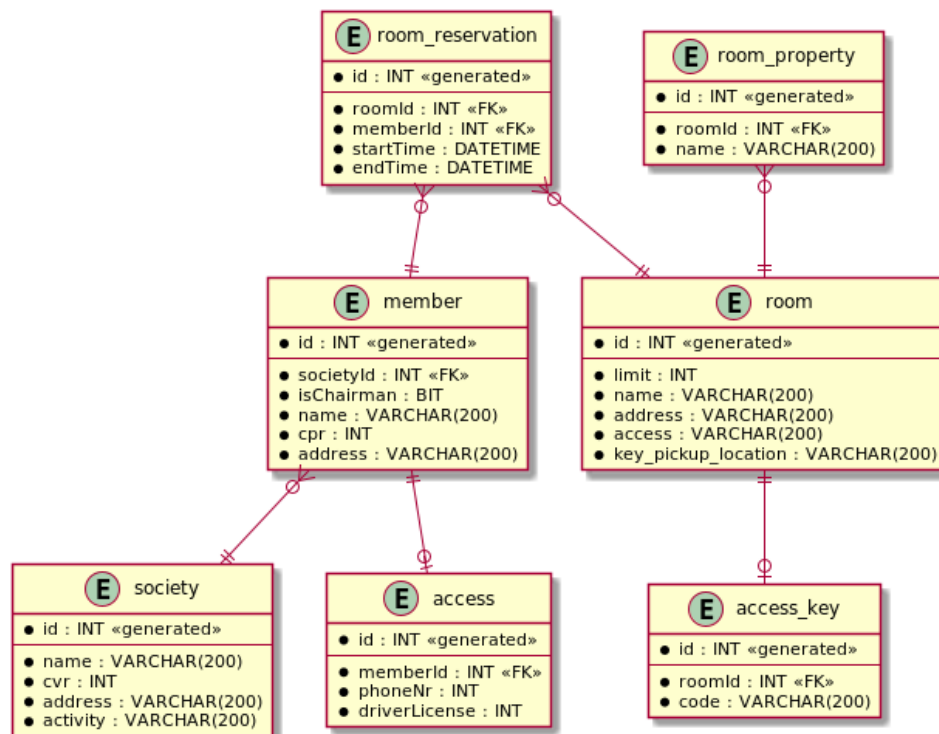 E room_reservation
id : INT «generated»
roomId : INT «FK»
memberId : INT «FK»
startTime : DATETIME
endTime : DATETIME
E room_property
id : INT «generated»
roomId : INT «FK»
name : VARCHAR(200)
E member
id : INT «generated»
societyId : INT «FK»
isChairman : BIT
name : VARCHAR(200)
cpr : INT
address : VARCHAR(200)
E room
id : INT «generated»
limit : INT
name : VARCHAR(200)
address : VARCHAR(200)
access : VARCHAR(200)
key_pickup_location : VARCHAR(200)
E society
id : INT «generated»
name : VARCHAR(200)
cvr : INT
address : VARCHAR(200)
activity : VARCHAR(200)
E access
id : INT «generated»
memberId : INT «FK»
phoneNr : INT
driverLicense : INT
E access_key
id : INT «generated»
roomId : INT «FK»
code : VARCHAR(200)